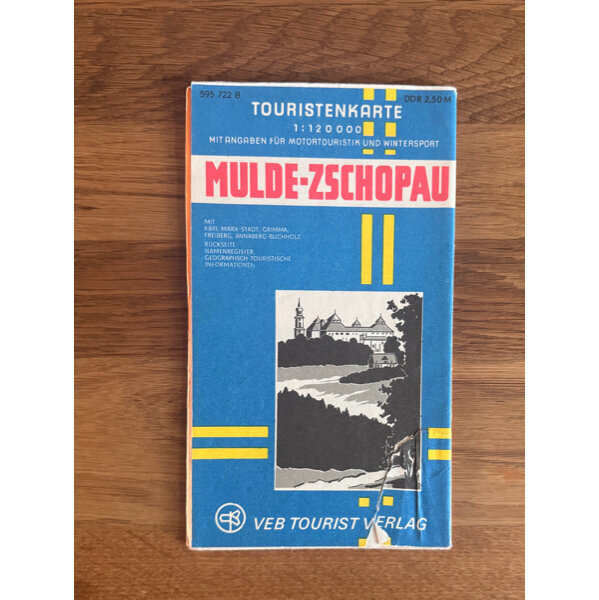 595 722 8
DDR 2,50 M
TOURISTENKARTE
1:120000
MIT ANGABEN FÜR MOTORTOURISTIK UND WINTERSPORT
MULDE-ZSCHOPAU
MIT
KARL-MARX-STADT, GRIMMA,
FREIBERG, ANNABERG-BUCHHOLZ
RÜCKSEITE:
NAMENREGISTER
GEOGRAPHISCH-TOURISTISCHE
INFORMATIONEN
VEB TOURIST VERLAG